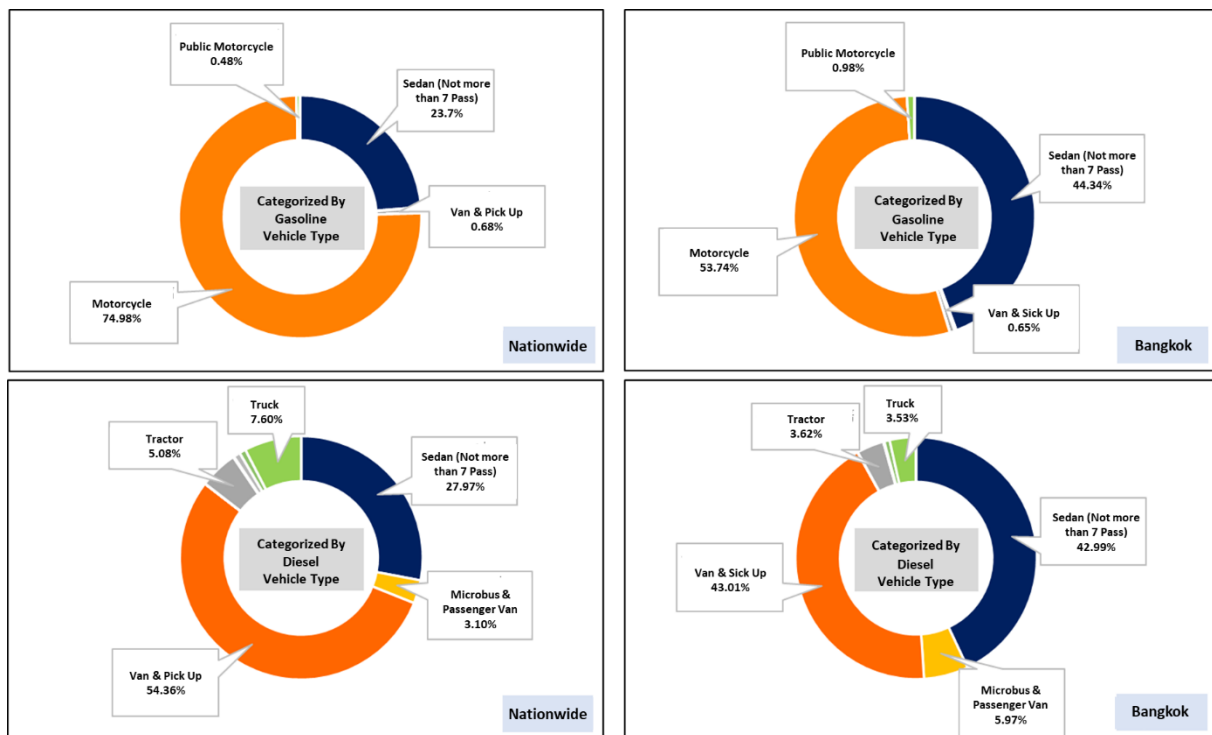 Public Motorcycle
0.48%
Sedan (Not more
than 7 Pass)
23.7%
Categorized By
Gasoline
Vehicle Type
Van & Pick Up
0.68%
Motorcycle
74.98%
Nationwide
Public Motorcycle
0.98%
Sedan (Not more
than 7 Pass)
44.34%
Categorized By
Gasoline
Vehicle Type
Motorcycle
53.74%
Van & Sick Up
0.65%
Bangkok
Truck
7.60%
Tractor
5.08%
Sedan (Not more
than 7 Pass)
27.97%
Categorized By
Diesel
Vehicle Type
Microbus &
Passenger Van
3.10%
Van & Pick Up
54.36%
Nationwide
Truck
3.53%
Tractor
3.62%
Sedan (Not more
than 7 Pass)
42.99%
Categorized By
Diesel
Vehicle Type
Van & Sick Up
43.01%
Microbus &
Passenger Van
5.97%
Bangkok